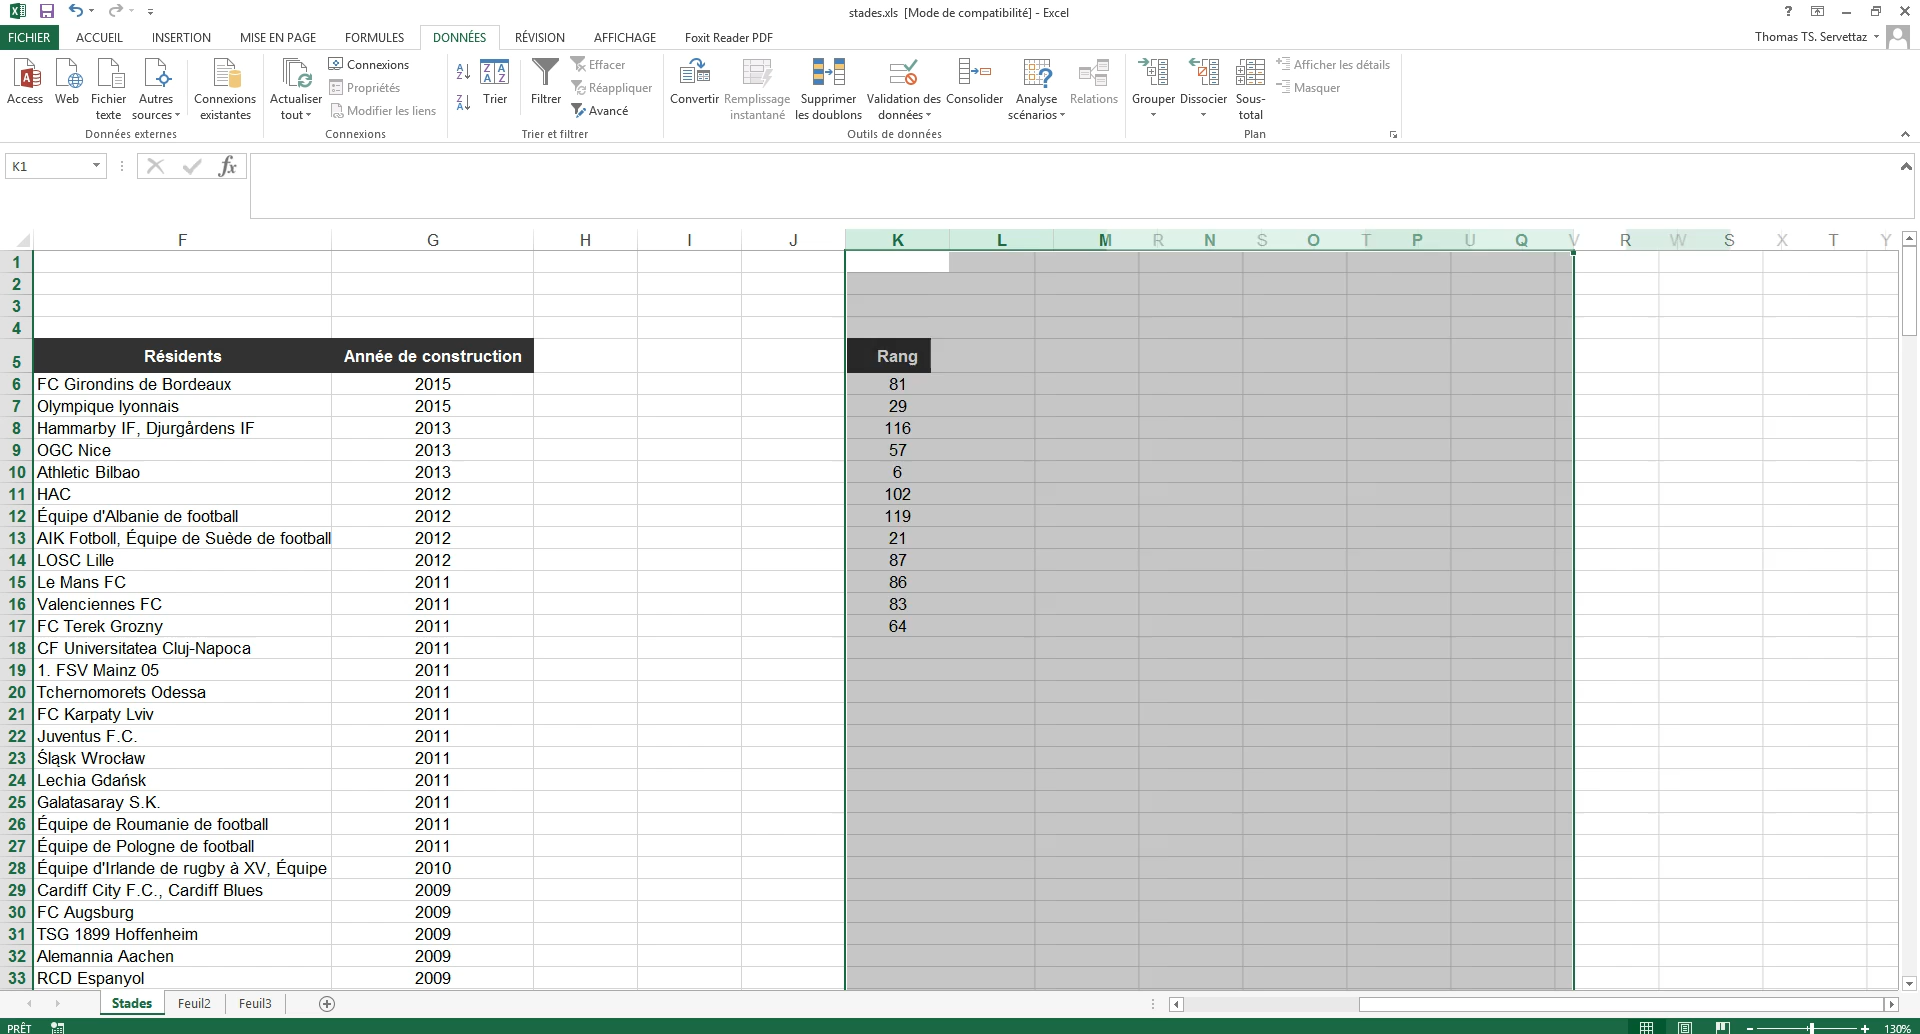 stades.xls [Mode de compatibilité] - Excel
?
FICHIER ACCUEIL INSERTION MISE EN PAGE FORMULES DONNÉES RÉVISION AFFICHAGE Foxit Reader PDF Thomas TS. Servettaz
Access Web Fichier texte Autres sources Connexions existantes Actualiser tout Connexions Propriétés Modifier les liens Trier Filtrer Effacer Réappliquer Avancé Convertir Remplissage instantané Supprimer les doublons Validation des données Consolider Analyse scénarios Relations Grouper Dissocier Sous-total Afficher les détails Masquer
Données externes Connexions Trier et filtrer Outils de données Plan
K1 fx
F G H I J K L M R N S O T P U Q V R W S X T Y
1
2
3
4
5 Résidents Année de construction Rang
6 FC Girondins de Bordeaux 2015 81
7 Olympique lyonnais 2015 29
8 Hammarby IF, Djurgårdens IF 2013 116
9 OGC Nice 2013 57
10 Athletic Bilbao 2013 6
11 HAC 2012 102
12 Équipe d'Albanie de football 2012 119
13 AIK Fotboll, Équipe de Suède de football 2012 21
14 LOSC Lille 2012 87
15 Le Mans FC 2011 86
16 Valenciennes FC 2011 83
17 FC Terek Grozny 2011 64
18 CF Universitatea Cluj-Napoca 2011
19 1. FSV Mainz 05 2011
20 Tchernomorets Odessa 2011
21 FC Karpaty Lviv 2011
22 Juventus F.C. 2011
23 Śląsk Wrocław 2011
24 Lechia Gdańsk 2011
25 Galatasaray S.K. 2011
26 Équipe de Roumanie de football 2011
27 Équipe de Pologne de football 2011
28 Équipe d'Irlande de rugby à XV, Équipe 2010
29 Cardiff City F.C., Cardiff Blues 2009
30 FC Augsburg 2009
31 TSG 1899 Hoffenheim 2009
32 Alemannia Aachen 2009
33 RCD Espanyol 2009
Stades Feuil2 Feuil3
PRÊT 130%